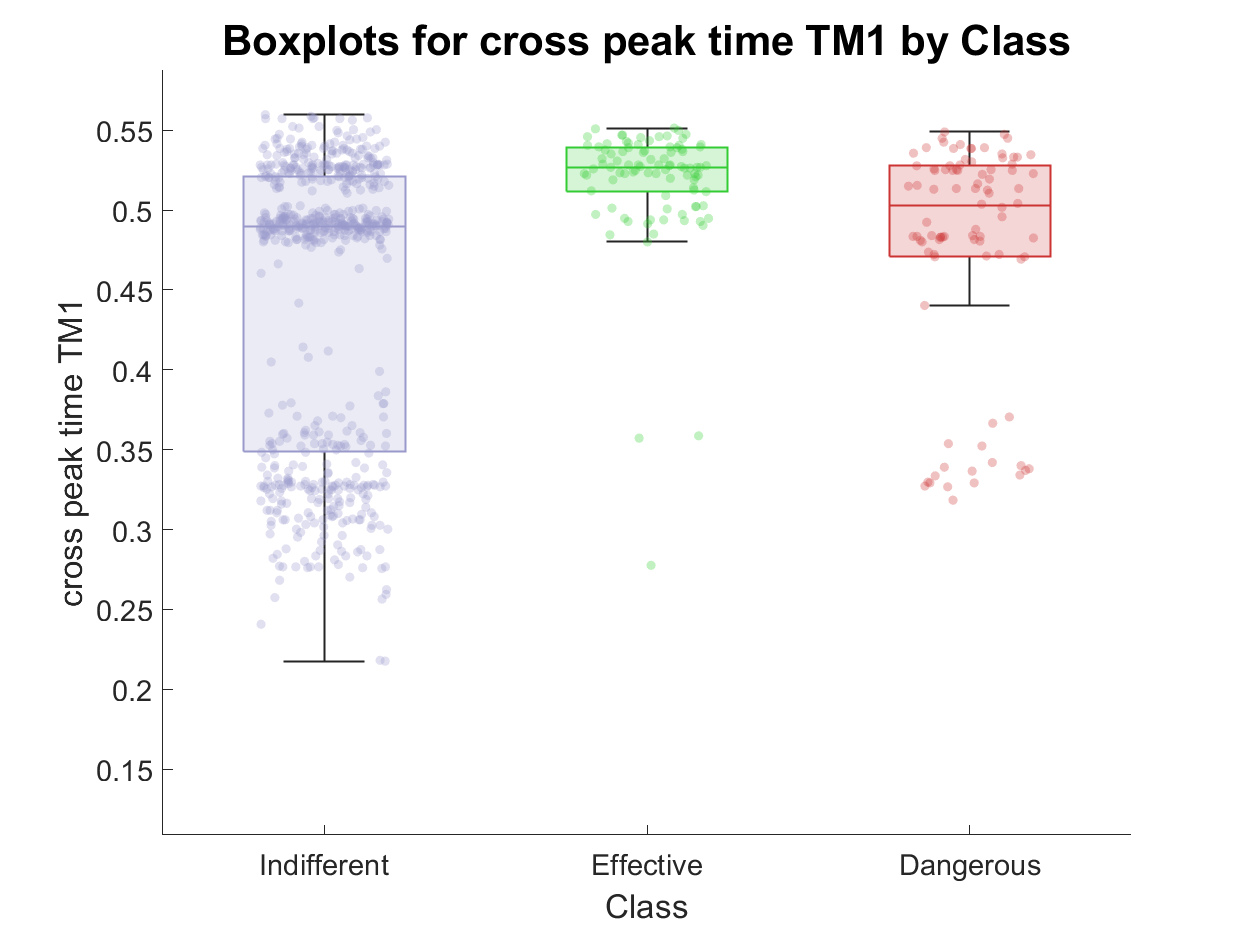 Boxplots for cross peak time TM1 by Class
cross peak time TM1
0.55
0.5
0.45
0.4
0.35
0.3
0.25
0.2
0.15
Indifferent
Effective
Dangerous
Class